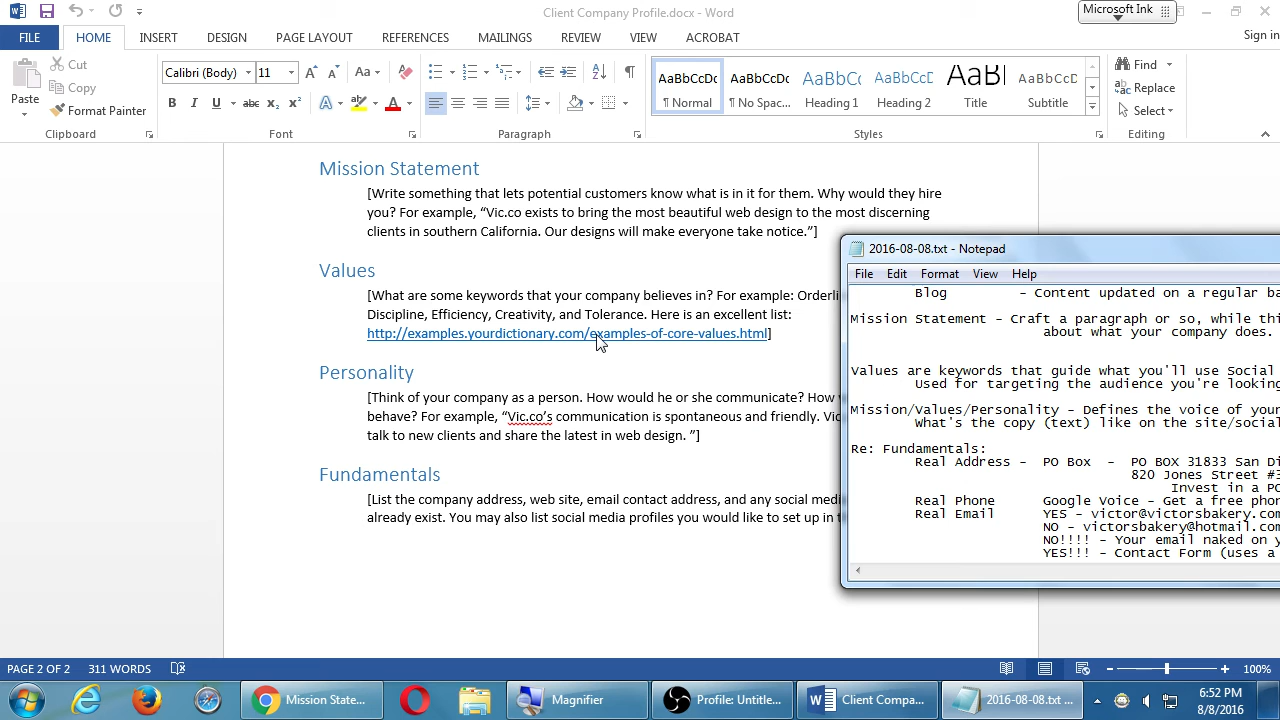 Client Company Profile.docx - Word
Microsoft Ink
FILE HOME INSERT DESIGN PAGE LAYOUT REFERENCES MAILINGS REVIEW VIEW ACROBAT Sign in
Paste
Cut
Copy
Format Painter
Clipboard
Calibri (Body) 11
Font
Paragraph
AaBbCcDc ¶ Normal
AaBbCcDc ¶ No Spac...
AaBbCc Heading 1
AaBbCcD Heading 2
AaB Title
AaBbCcD Subtitle
Styles
Find
Replace
Select
Editing
Mission Statement
[Write something that lets potential customers know what is in it for them. Why would they hire
you? For example, “Vic.co exists to bring the most beautiful web design to the most discerning
clients in southern California. Our designs will make everyone take notice.”]
Values
[What are some keywords that your company believes in? For example: Orderli
Discipline, Efficiency, Creativity, and Tolerance. Here is an excellent list:
http://examples.yourdictionary.com/examples-of-core-values.html]
Personality
[Think of your company as a person. How would he or she communicate? How
behave? For example, “Vic.co’s communication is spontaneous and friendly. Vic
talk to new clients and share the latest in web design. ”]
Fundamentals
[List the company address, web site, email contact address, and any social medi
already exist. You may also list social media profiles you would like to set up in t
2016-08-08.txt - Notepad
File Edit Format View Help
Blog - Content updated on a regular ba
Mission Statement - Craft a paragraph or so, while thi
about what your company does.
Values are keywords that guide what you'll use Social
Used for targeting the audience you're looking
Mission/Values/Personality - Defines the voice of your
What's the copy (text) like on the site/social
Re: Fundamentals:
Real Address - PO Box - PO BOX 31833 San Di
820 Jones Street #3
Invest in a PO
Real Phone Google Voice - Get a free phon
Real Email YES - victor@victorsbakery.com
NO - victorsbakery@hotmail.com
NO!!!! - Your email naked on y
YES!!! - Contact Form (uses a
PAGE 2 OF 2 311 WORDS 100%
Mission State...
Magnifier
Profile: Untitle...
Client Compa...
2016-08-08.txt ...
6:52 PM
8/8/2016